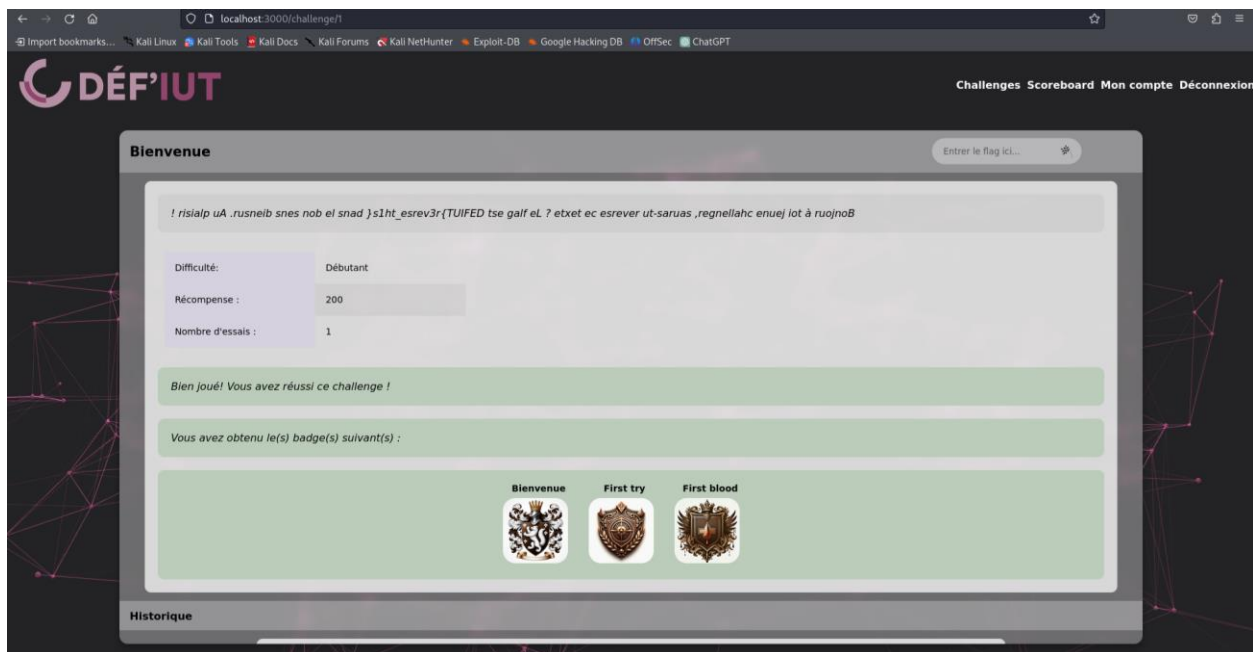 localhost:3000/challenge/1
Import bookmarks... Kali Linux Kali Tools Kali Docs Kali Forums Kali NetHunter Exploit-DB Google Hacking DB OffSec ChatGPT
DÉF'IUT
Challenges Scoreboard Mon compte Déconnexion
Bienvenue
Entrer le flag ici...
! risialp uA .rusneib snes nob el snad }s1ht_esrev3r{TUIFED tse galf eL ? etxet ec esrever ut-saruas ,regnellahc enuej iot à ruojnoB
Difficulté: Débutant
Récompense : 200
Nombre d'essais : 1
Bien joué! Vous avez réussi ce challenge !
Vous avez obtenu le(s) badge(s) suivant(s) :
Bienvenue First try First blood
Historique